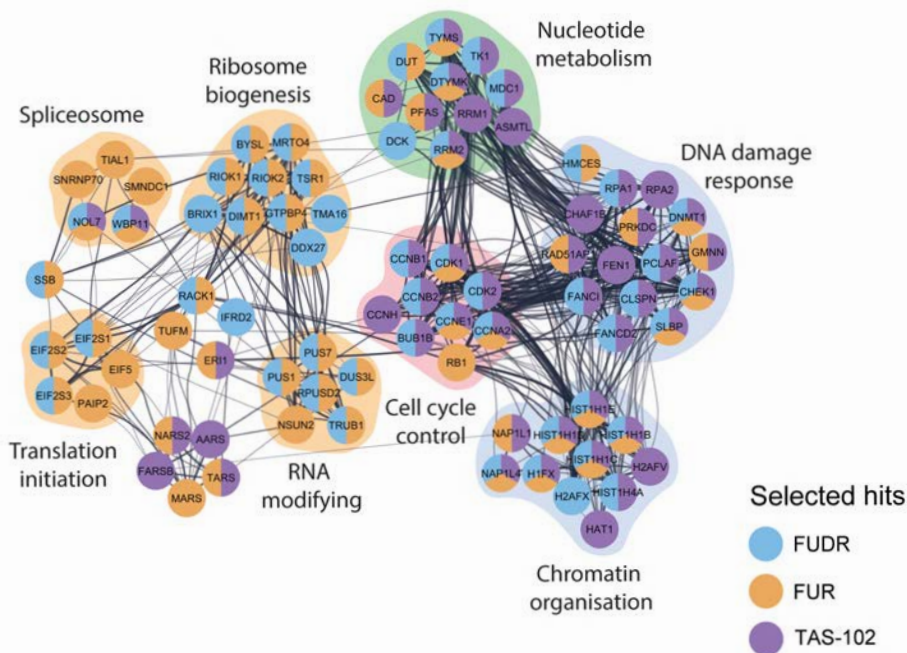 Nucleotide
metabolism
TYMS
DUT
TK1
DTYMK
MDC1
CAD
PFAS
RRM1
ASMTL
DCK
RRM2
Ribosome
biogenesis
BYSL
MRTO4
RIOK1
RIOK2
TSR1
BRIX1
DIMT1
GTPBP4
TMA16
DDX27
Spliceosome
TIAL1
SNRNP70
SMNDC1
NOL7
WBP11
DNA damage
response
HMCES
RPA1
RPA2
CHAF1B
PRKDC
DNMT1
RAD51AP
FEN1
PCLAF
GMNN
FANCI
CLSPN
CHEK1
FANCD2
SLBP
SSB
RACK1
IFRD2
TUFM
ERI1
CCNB1
CDK1
CCNB2
CDK2
CCNH
CCNE1
BUB1B
CCNA2
RB1
Cell cycle
control
EIF2S2
EIF2S1
EIF5
EIF2S3
PAIP2
Translation
initiation
PUS7
PUS1
DUS3L
RPUSD2
NSUN2
TRUB1
RNA
modifying
NARS2
AARS
FARSB
TARS
MARS
HIST1H1E
NAP1L1
HIST1H1B
HIST1H1C
NAP1L4
H1FX
H2AFV
H2AFX
HIST1H4A
HAT1
Chromatin
organisation
Selected hits
FUDR
FUR
TAS-102